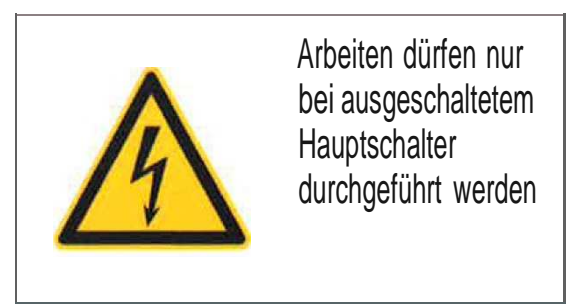 Arbeiten dürfen nur
bei ausgeschaltetem
Hauptschalter
durchgeführt werden